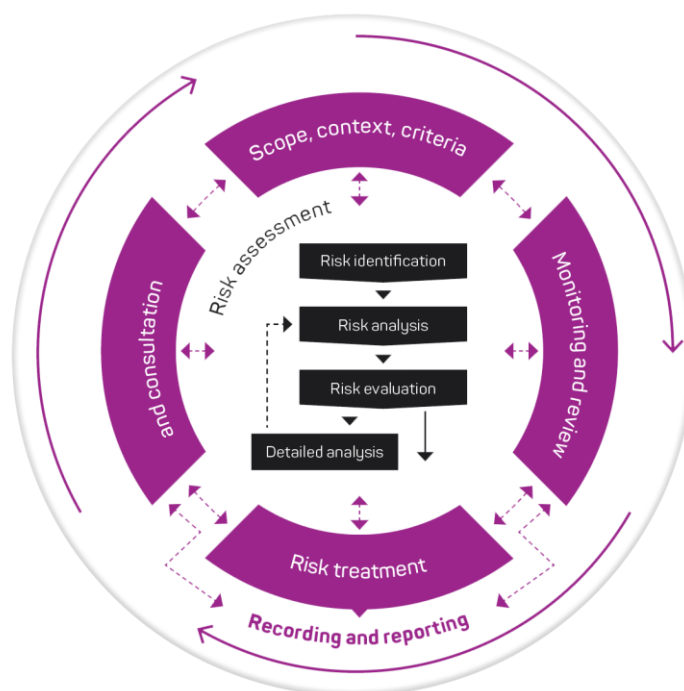 Scope, context, criteria
Risk assessment
Risk identification
Risk analysis
Risk evaluation
Detailed analysis
and consultation
Monitoring and review
Risk treatment
Recording and reporting